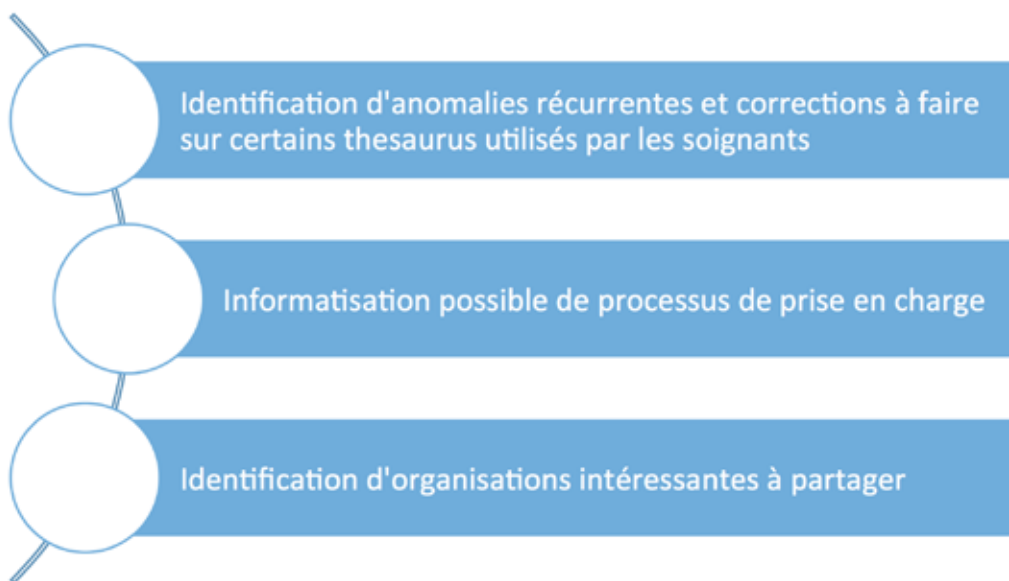 Identification d'anomalies récurrentes et corrections à faire
sur certains thesaurus utilisés par les soignants
Informatisation possible de processus de prise en charge
Identification d'organisations intéressantes à partager